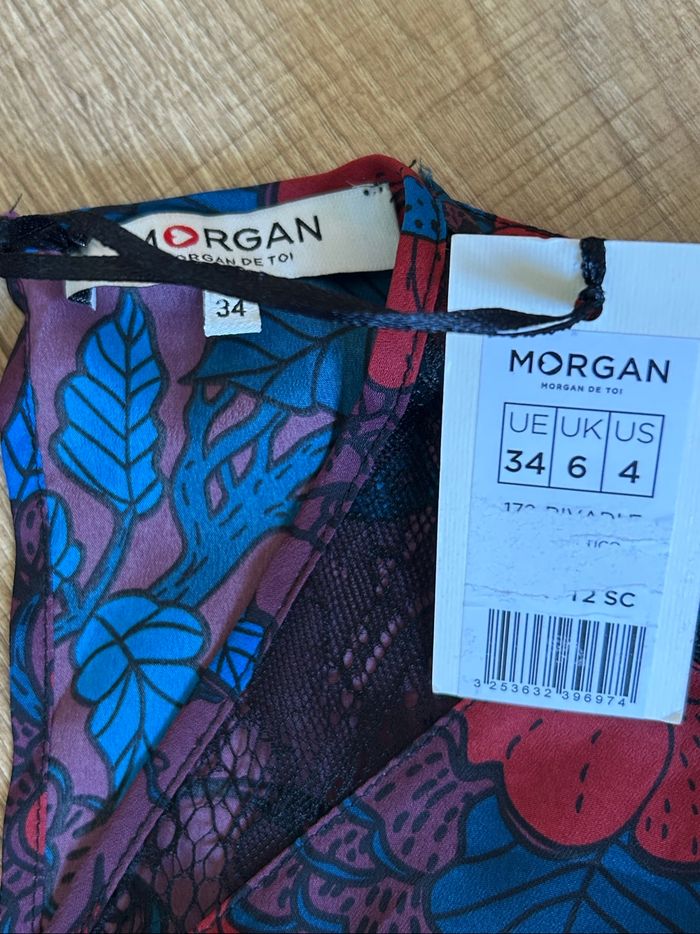 MORGAN
MORGAN DE TOI
34
MORGAN
MORGAN DE TOI
UE UK US
34 6 4
T2 SC
3 253632 396974